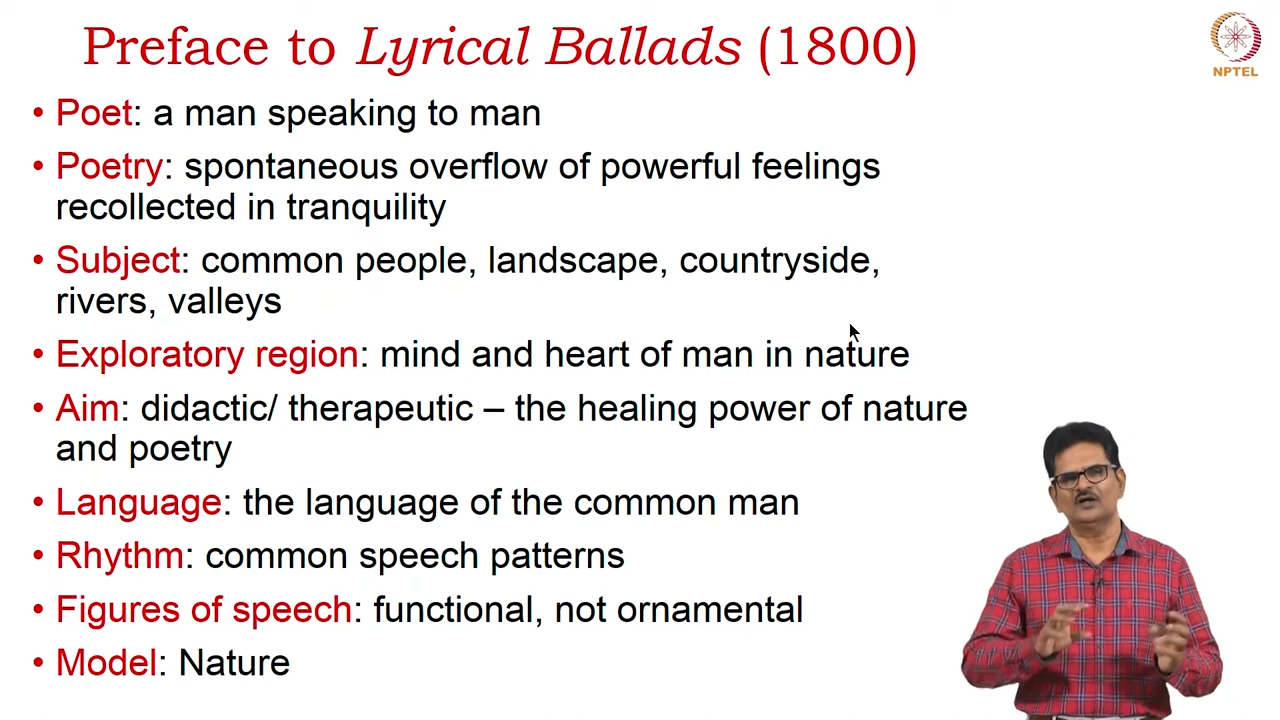 Preface to Lyrical Ballads (1800)
NPTEL
• Poet: a man speaking to man
• Poetry: spontaneous overflow of powerful feelings
recollected in tranquility
• Subject: common people, landscape, countryside,
rivers, valleys
• Exploratory region: mind and heart of man in nature
• Aim: didactic/ therapeutic – the healing power of nature
and poetry
• Language: the language of the common man
• Rhythm: common speech patterns
• Figures of speech: functional, not ornamental
• Model: Nature